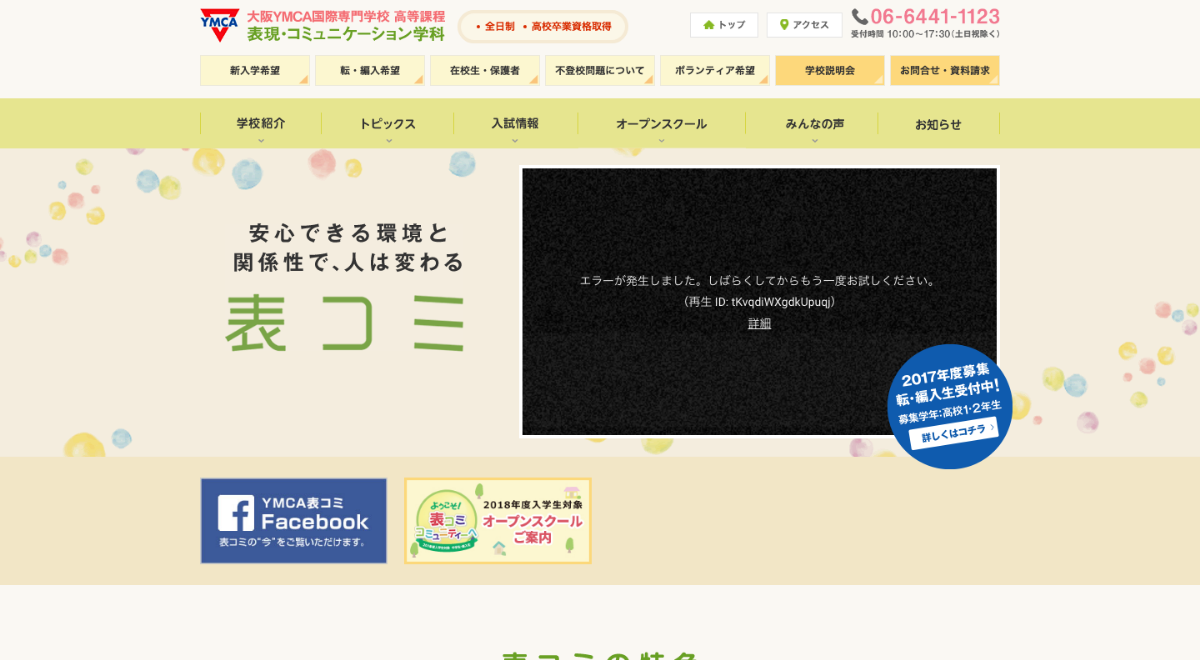 YMCA
大阪YMCA国際専門学校 高等課程
表現・コミュニケーション学科
・全日制 ・高校卒業資格取得
トップ
アクセス
06-6441-1123
受付時間 10:00〜17:30(土日祝除く)
新入学希望
転・編入希望
在校生・保護者
不登校問題について
ボランティア希望
学校説明会
お問合せ・資料請求
学校紹介
トピックス
入試情報
オープンスクール
みんなの声
お知らせ
安心できる環境と
関係性で、人は変わる
表コミ
エラーが発生しました。しばらくしてからもう一度お試しください。
(再生 ID: tKvqdiWXgdkUpuqj)
詳細
2017年度募集
転・編入生受付中!
募集学年:高校1・2年生
詳しくはコチラ
YMCA表コミ
Facebook
表コミの“今”をご覧いただけます。
ようこそ!
表コミ
コミューティーへ
2018年度入学生対象
オープンスクール
ご案内
表コミの特色